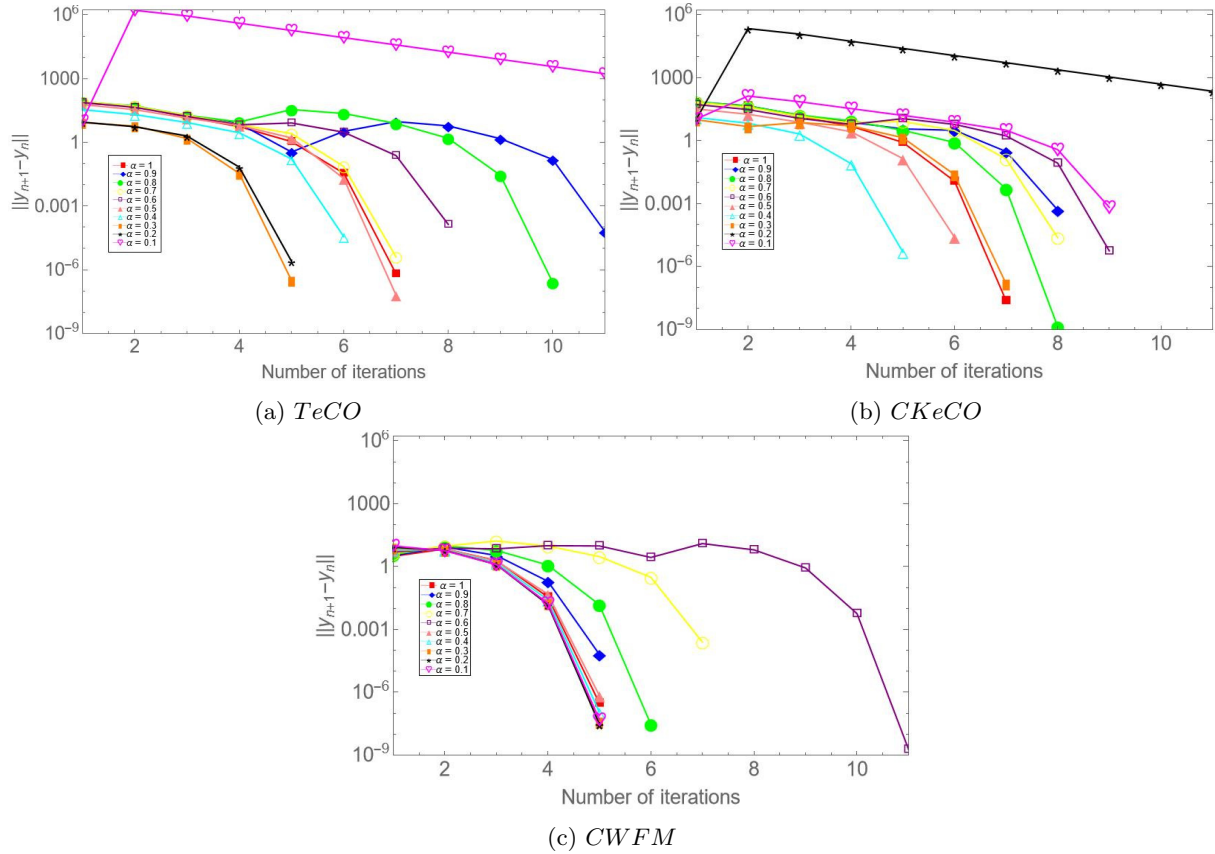 10^6
1000
1
0.001
10^-6
10^-9
||y_{n+1}−y_n||
α = 1
α = 0.9
α = 0.8
α = 0.7
α = 0.6
α = 0.5
α = 0.4
α = 0.3
α = 0.2
α = 0.1
2 4 6 8 10
Number of iterations
(a) TeCO
10^6
1000
1
0.001
10^-6
10^-9
||y_{n+1}−y_n||
α = 1
α = 0.9
α = 0.8
α = 0.7
α = 0.6
α = 0.5
α = 0.4
α = 0.3
α = 0.2
α = 0.1
2 4 6 8 10
Number of iterations
(b) CKeCO
10^6
1000
1
0.001
10^-6
10^-9
||y_{n+1}−y_n||
α = 1
α = 0.9
α = 0.8
α = 0.7
α = 0.6
α = 0.5
α = 0.4
α = 0.3
α = 0.2
α = 0.1
2 4 6 8 10
Number of iterations
(c) CWFM